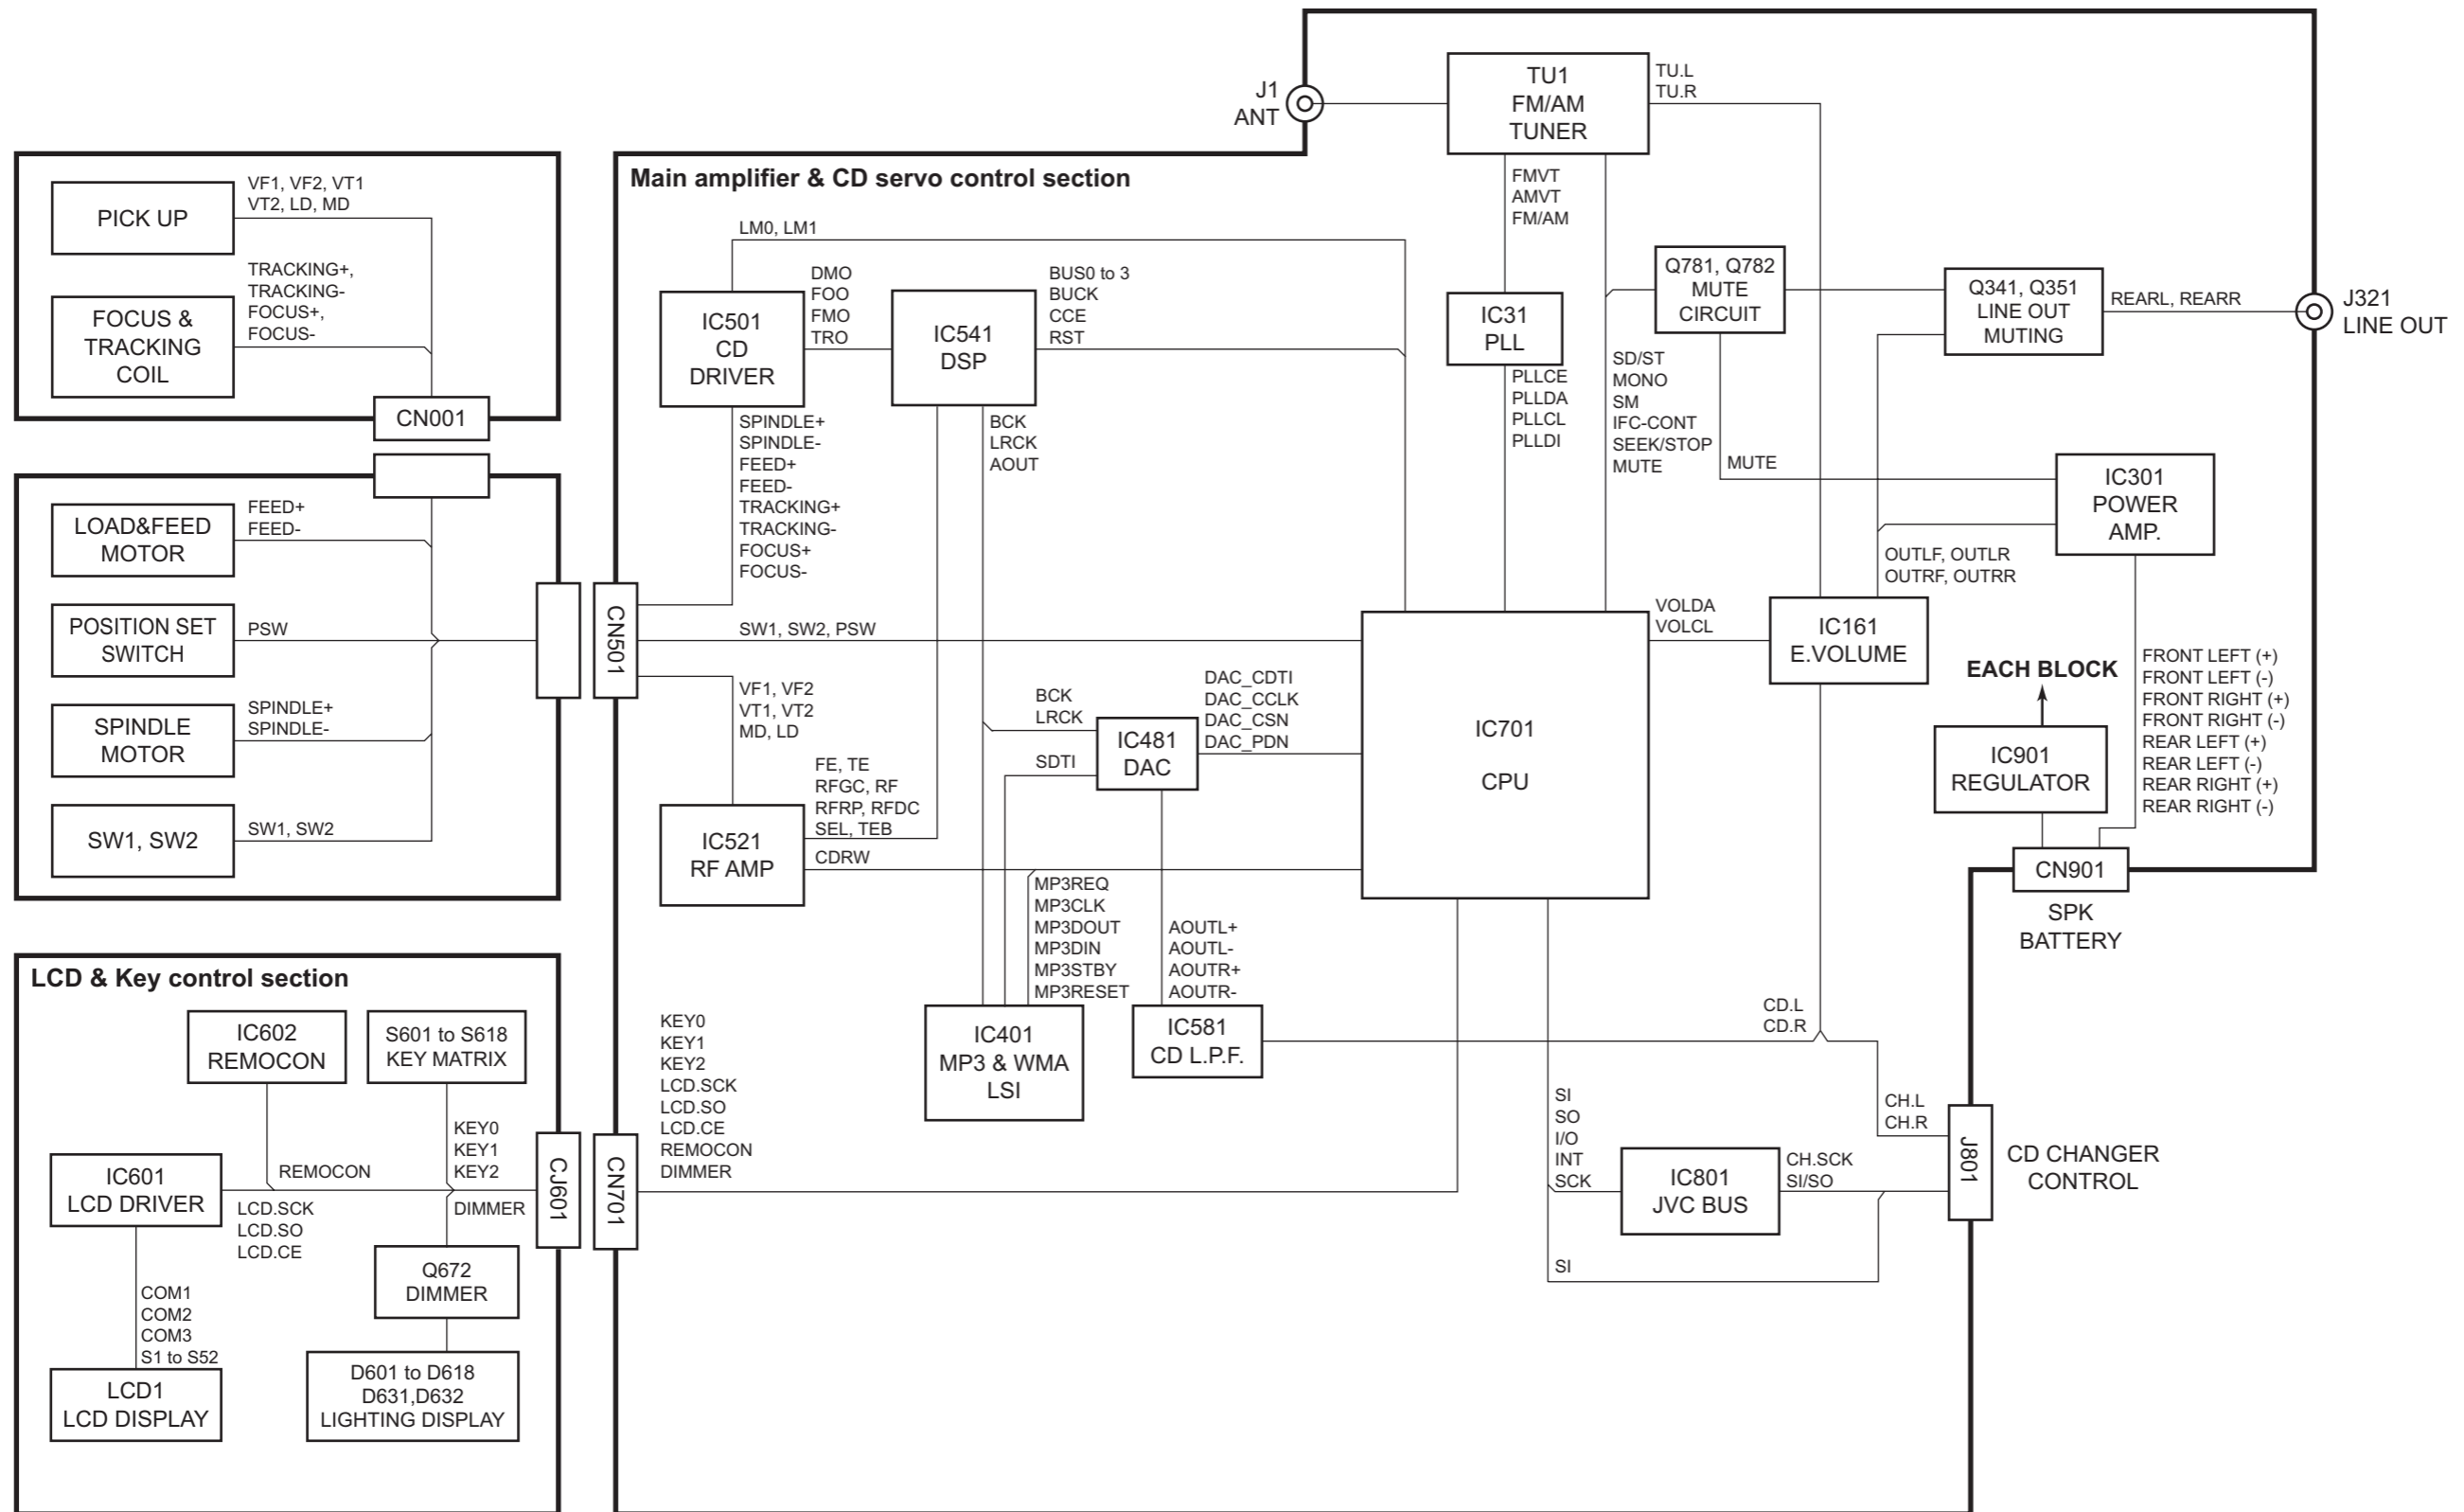 J1
ANT
TU1
FM/AM
TUNER
TU.L
TU.R
PICK UP
VF1, VF2, VT1
VT2, LD, MD
FOCUS &
TRACKING
COIL
TRACKING+,
TRACKING-
FOCUS+,
FOCUS-
CN001
LOAD&FEED
MOTOR
FEED+
FEED-
POSITION SET
SWITCH
PSW
SPINDLE
MOTOR
SPINDLE+
SPINDLE-
SW1, SW2
SW1, SW2
Main amplifier & CD servo control section
LM0, LM1
IC501
CD
DRIVER
DMO
FOO
FMO
TRO
IC541
DSP
BUS0 to 3
BUCK
CCE
RST
SPINDLE+
SPINDLE-
FEED+
FEED-
TRACKING+
TRACKING-
FOCUS+
FOCUS-
BCK
LRCK
AOUT
FMVT
AMVT
FM/AM
IC31
PLL
PLLCE
PLLDA
PLLCL
PLLDI
SD/ST
MONO
SM
IFC-CONT
SEEK/STOP
MUTE
Q781, Q782
MUTE
CIRCUIT
MUTE
Q341, Q351
LINE OUT
MUTING
REARL, REARR
J321
LINE OUT
IC301
POWER
AMP.
OUTLF, OUTLR
OUTRF, OUTRR
CN501
SW1, SW2, PSW
VF1, VF2
VT1, VT2
MD, LD
IC521
RF AMP
FE, TE
RFGC, RF
RFRP, RFDC
SEL, TEB
CDRW
BCK
LRCK
SDTI
IC481
DAC
DAC_CDTI
DAC_CCLK
DAC_CSN
DAC_PDN
IC701
CPU
VOLDA
VOLCL
IC161
E.VOLUME
EACH BLOCK
IC901
REGULATOR
FRONT LEFT (+)
FRONT LEFT (-)
FRONT RIGHT (+)
FRONT RIGHT (-)
REAR LEFT (+)
REAR LEFT (-)
REAR RIGHT (+)
REAR RIGHT (-)
CN901
SPK
BATTERY
MP3REQ
MP3CLK
MP3DOUT
MP3DIN
MP3STBY
MP3RESET
AOUTL+
AOUTL-
AOUTR+
AOUTR-
IC401
MP3 & WMA
LSI
IC581
CD L.P.F.
CD.L
CD.R
CH.L
CH.R
SI
SO
I/O
INT
SCK
IC801
JVC BUS
CH.SCK
SI/SO
SI
J801
CD CHANGER
CONTROL
LCD & Key control section
IC602
REMOCON
S601 to S618
KEY MATRIX
IC601
LCD DRIVER
REMOCON
KEY0
KEY1
KEY2
LCD.SCK
LCD.SO
LCD.CE
DIMMER
Q672
DIMMER
COM1
COM2
COM3
S1 to S52
LCD1
LCD DISPLAY
D601 to D618
D631,D632
LIGHTING DISPLAY
CJ601
CN701
KEY0
KEY1
KEY2
LCD.SCK
LCD.SO
LCD.CE
REMOCON
DIMMER